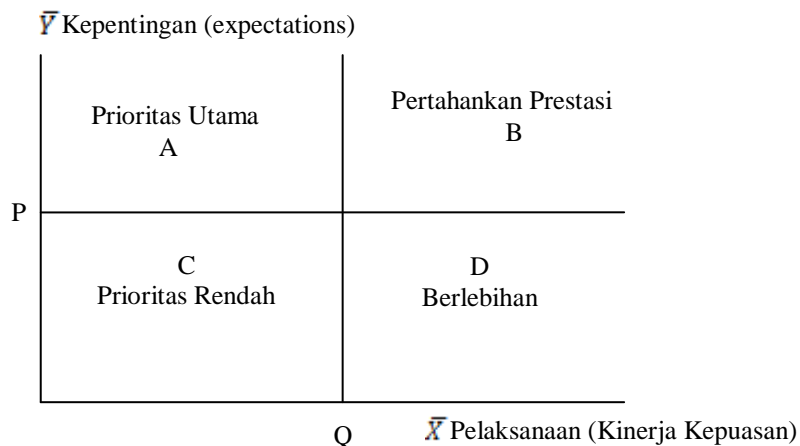 Ȳ Kepentingan (expectations)
Prioritas Utama
A
Pertahankan Prestasi
B
P
C
Prioritas Rendah
D
Berlebihan
Q
X̄ Pelaksanaan (Kinerja Kepuasan)